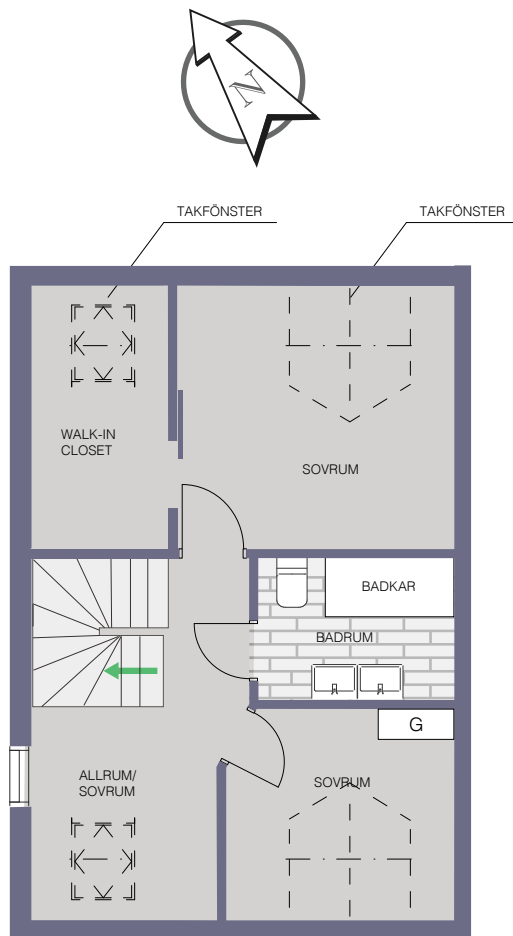 N
TAKFÖNSTER
TAKFÖNSTER
WALK-IN
CLOSET
SOVRUM
BADKAR
BADRUM
G
ALLRUM/
SOVRUM
SOVRUM